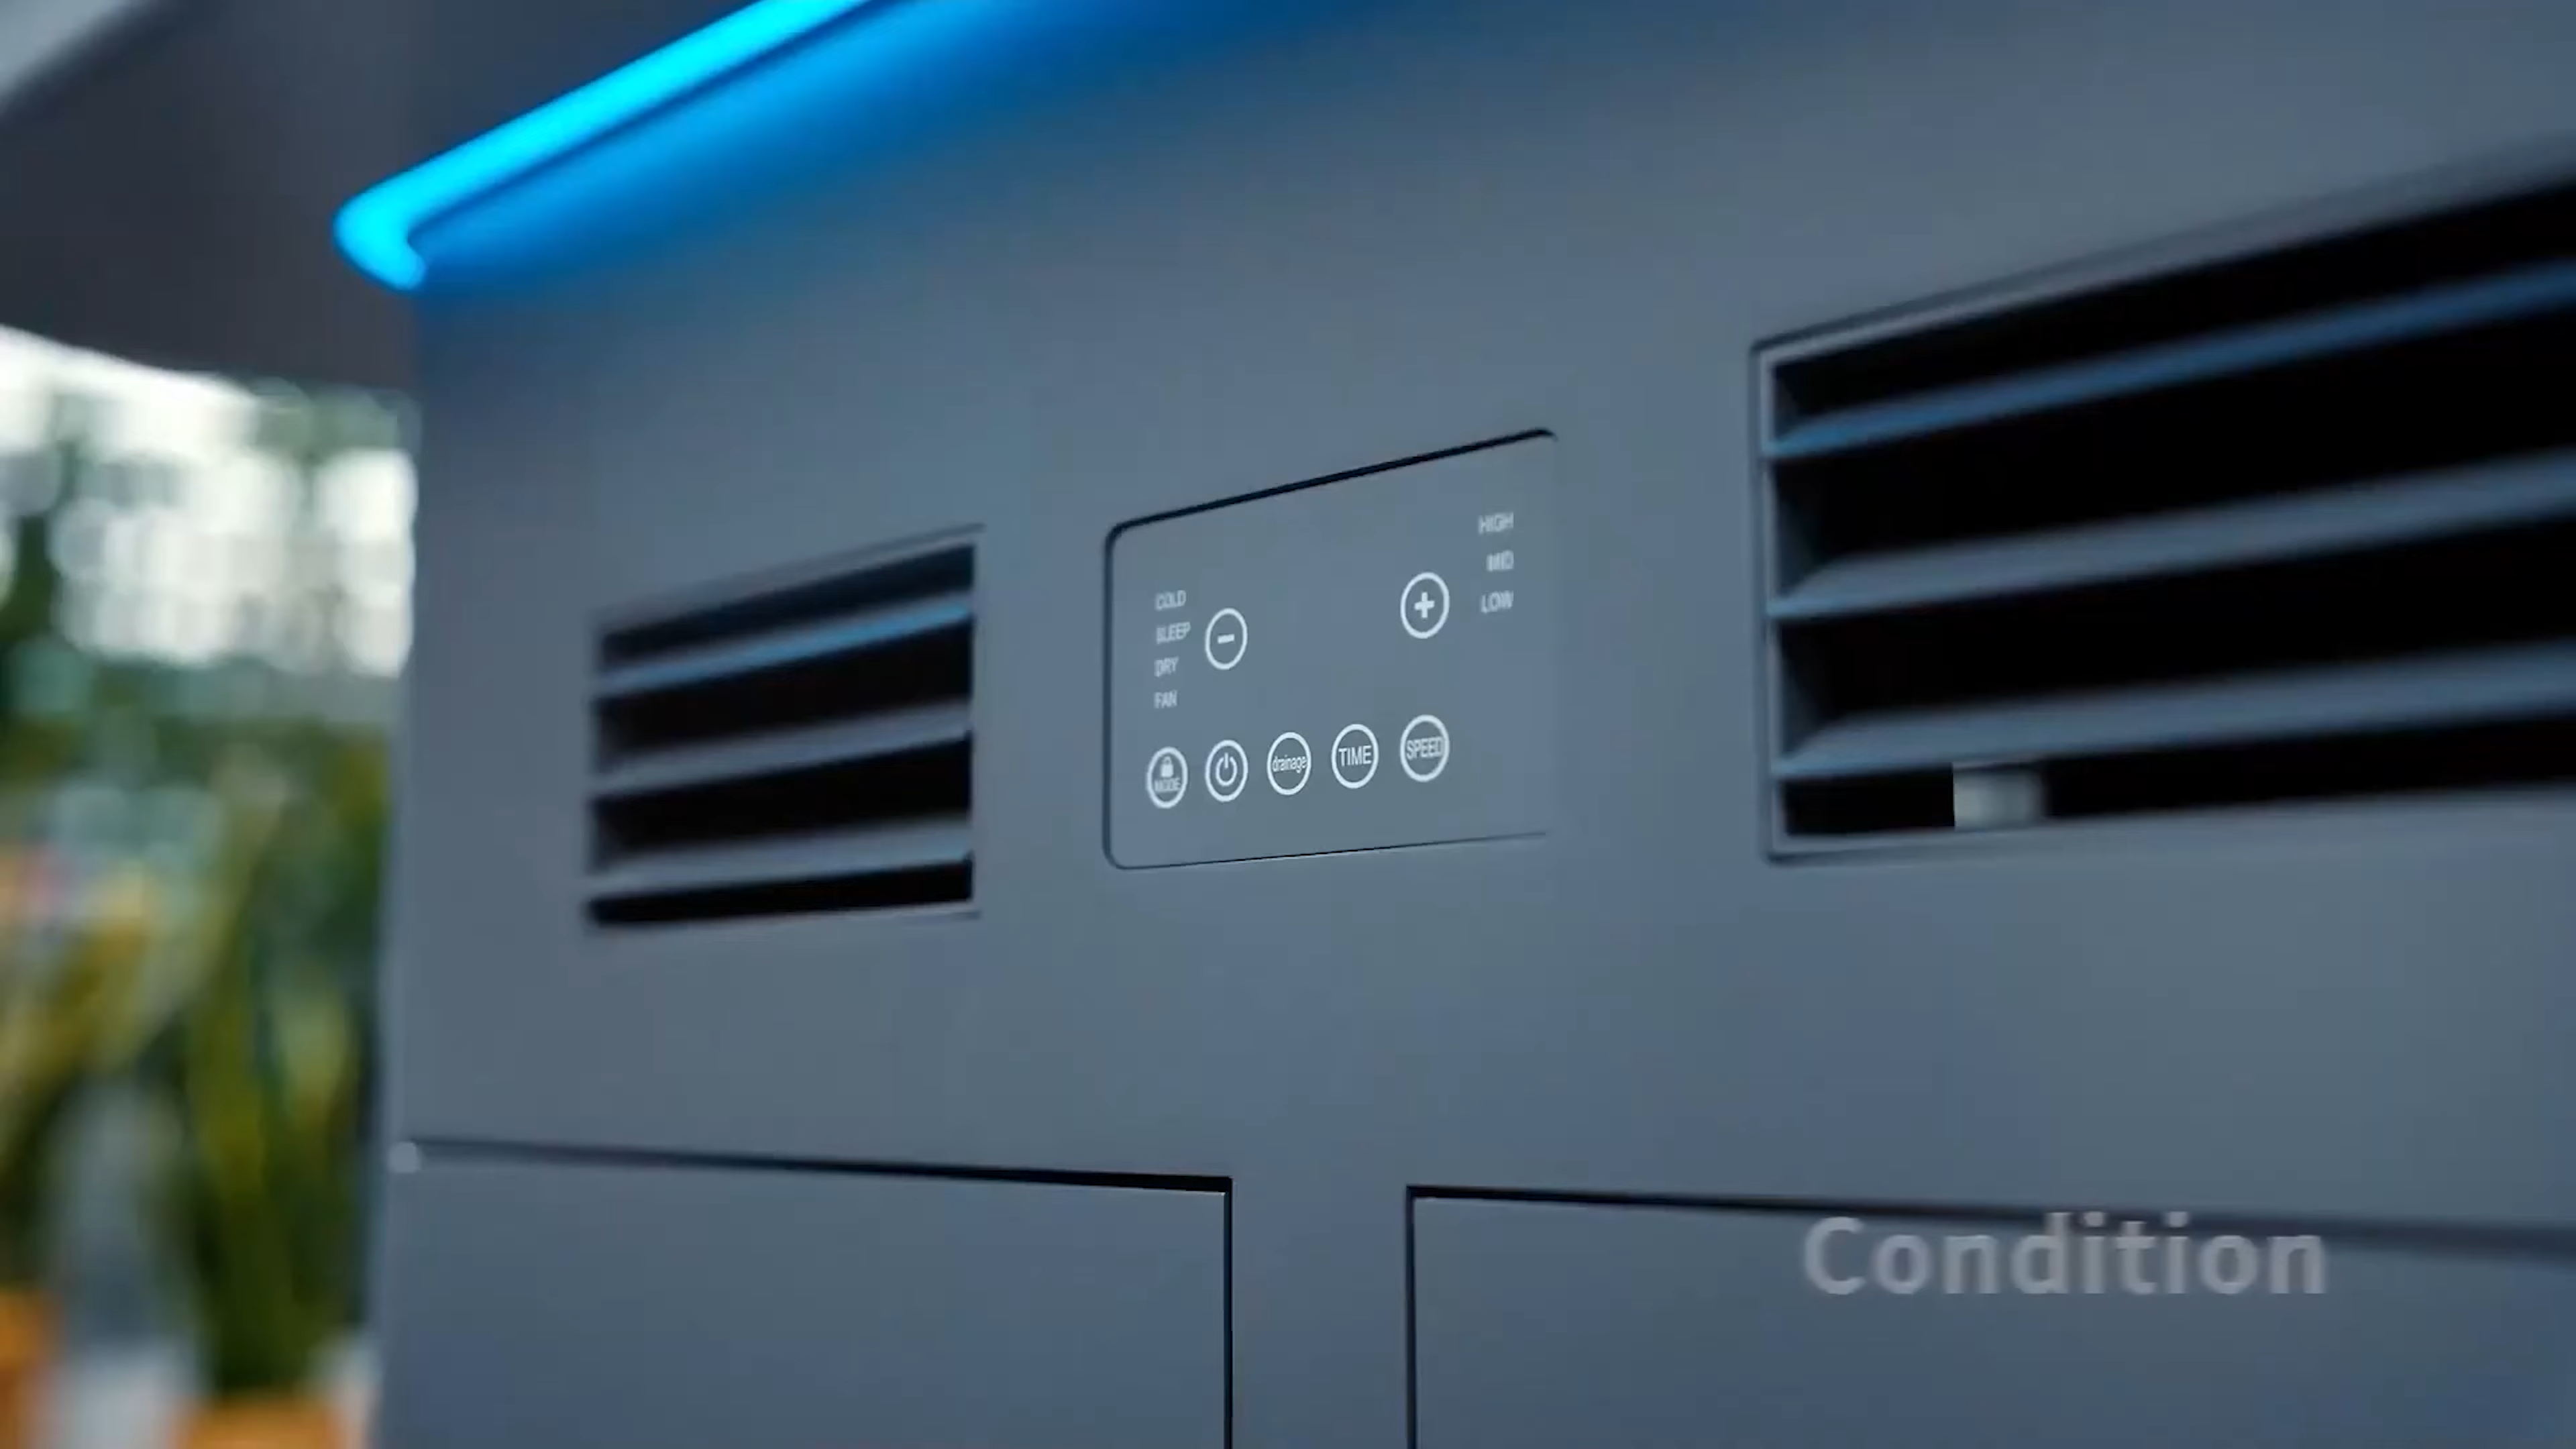 HIGH
MID
LOW
COLD
SLEEP
DRY
FAN
MODE
drainage
TIME
SPEED
Condition